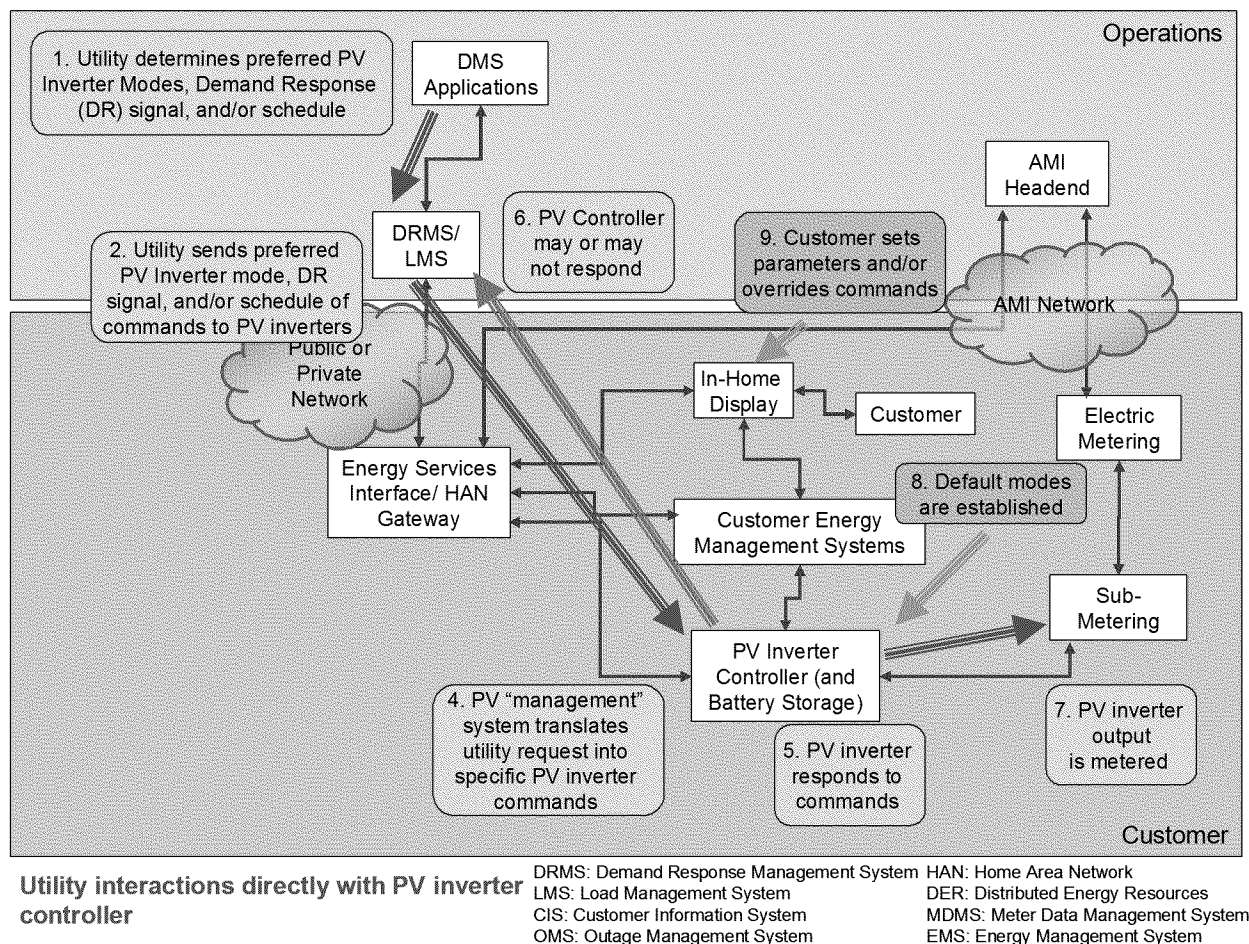 Operations
1. Utility determines preferred PV
Inverter Modes, Demand Response
(DR) signal, and/or schedule
DMS
Applications
AMI
Headend
DRMS/
LMS
6. PV Controller
may or may
not respond
9. Customer sets
parameters and/or
overrides commands
2. Utility sends preferred
PV Inverter mode, DR
signal, and/or schedule of
commands to PV inverters
AMI Network
Public or
Private
Network
In-Home
Display
Customer
Electric
Metering
Energy Services
Interface/ HAN
Gateway
8. Default modes
are established
Customer Energy
Management Systems
Sub-
Metering
PV Inverter
Controller (and
Battery Storage)
4. PV “management”
system translates
utility request into
specific PV inverter
commands
5. PV inverter
responds to
commands
7. PV inverter
output
is metered
Customer
Utility interactions directly with PV inverter
controller
DRMS: Demand Response Management System
LMS: Load Management System
CIS: Customer Information System
OMS: Outage Management System
HAN: Home Area Network
DER: Distributed Energy Resources
MDMS: Meter Data Management System
EMS: Energy Management System